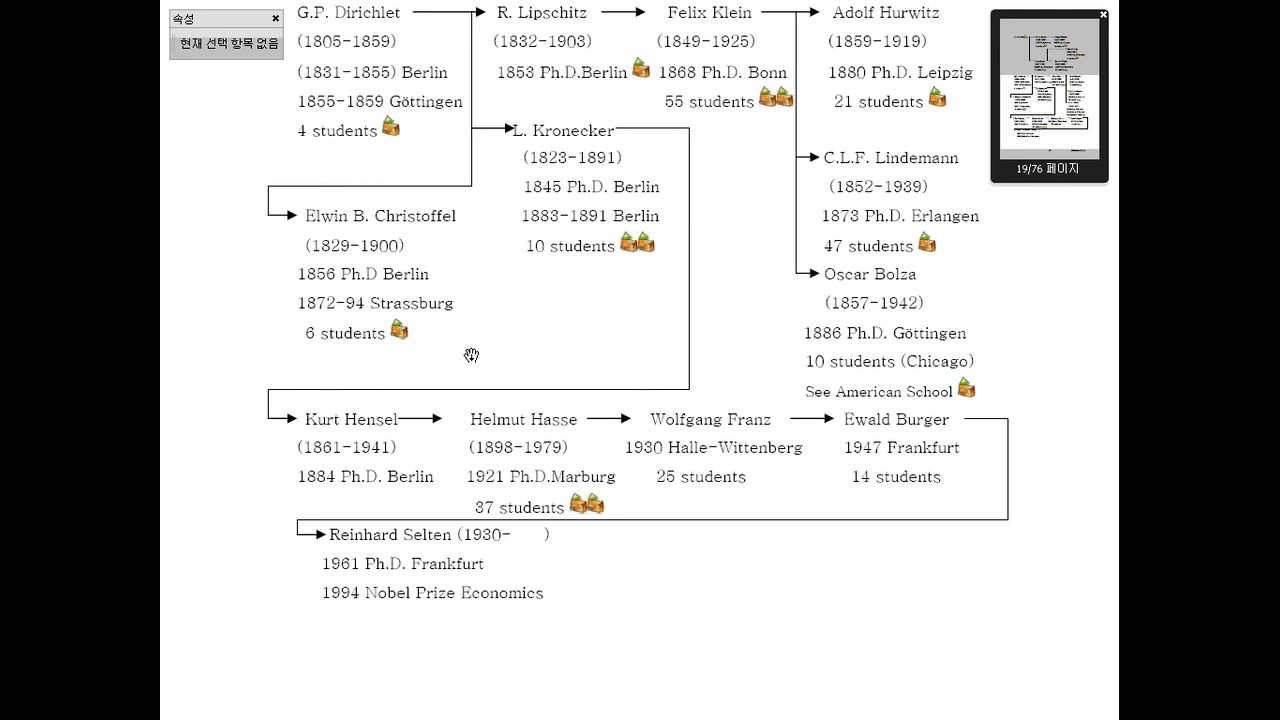 속성
현재 선택 항목 없음
G.P. Dirichlet
(1805-1859)
(1831-1855) Berlin
1855-1859 Göttingen
4 students
R. Lipschitz
(1832-1903)
1353 Ph.D.Berlin
Felix Klein
(1849-1925)
1868 Ph.D. Bonn
55 students
Adolf Hurwitz
(1859-1919)
1880 Ph.D. Leipzig
21 students
L. Kronecker
(1823-1891)
1845 Ph.D. Berlin
1883-1891 Berlin
10 students
C.L.F. Lindemann
(1852-1939)
1873 Ph.D. Erlangen
47 students
Elwin B. Christoffel
(1829-1900)
1856 Ph.D Berlin
1872-94 Strassburg
6 students
Oscar Bolza
(1857-1942)
1886 Ph.D. Göttingen
10 students (Chicago)
See American School
Kurt Hensel
(1861-1941)
1884 Ph.D. Berlin
Helmut Hasse
(1898-1979)
1921 Ph.D.Marburg
37 students
Wolfgang Franz
1930 Halle-Wittenberg
25 students
Ewald Burger
1947 Frankfurt
14 students
Reinhard Selten (1930- )
1961 Ph.D. Frankfurt
1994 Nobel Prize Economics
19/76 페이지